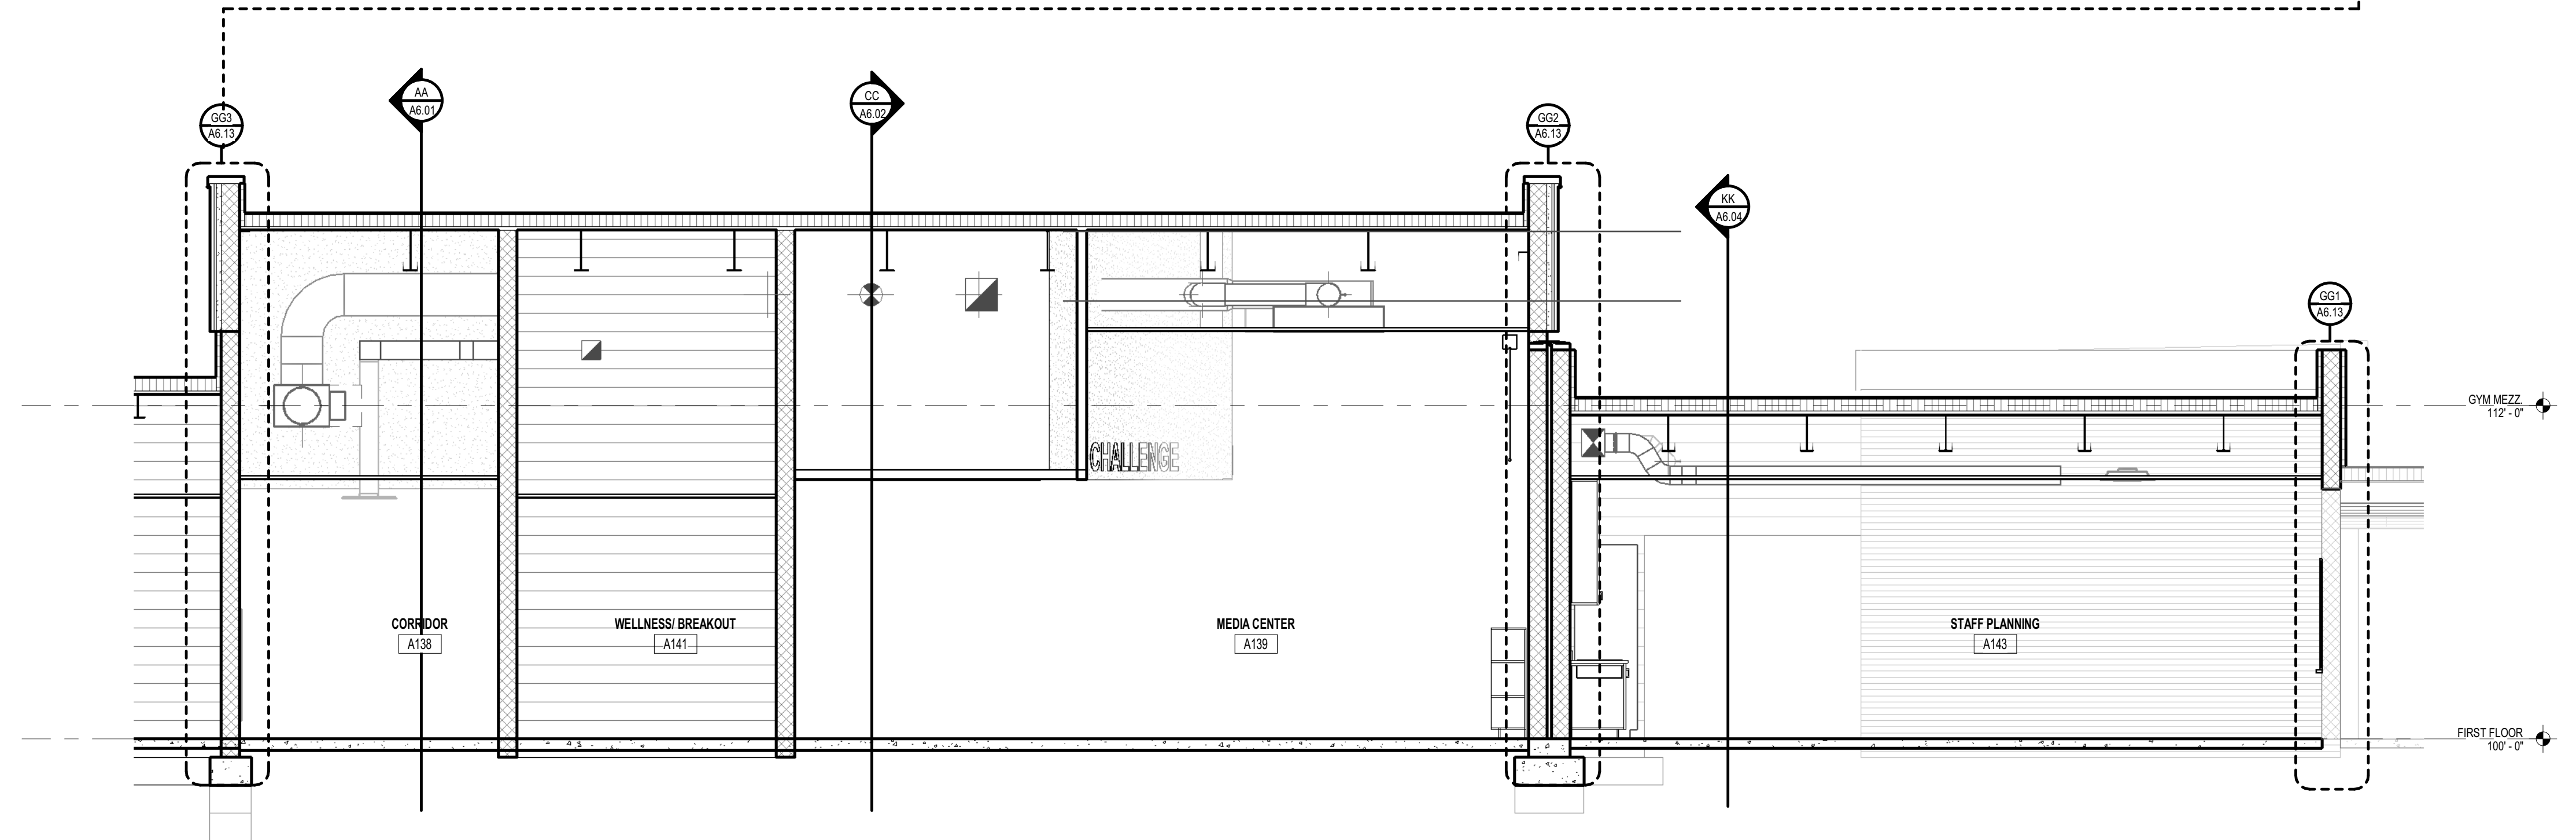 AA
A6.01
CC
A6.02
GG3
A6.13
GG2
A6.13
KK
A6.04
GG1
A6.13
GYM MEZZ.
112' - 0"
CHALLENGE
CORRIDOR
A138
WELLNESS/ BREAKOUT
A141
MEDIA CENTER
A139
STAFF PLANNING
A143
FIRST FLOOR
100' - 0"